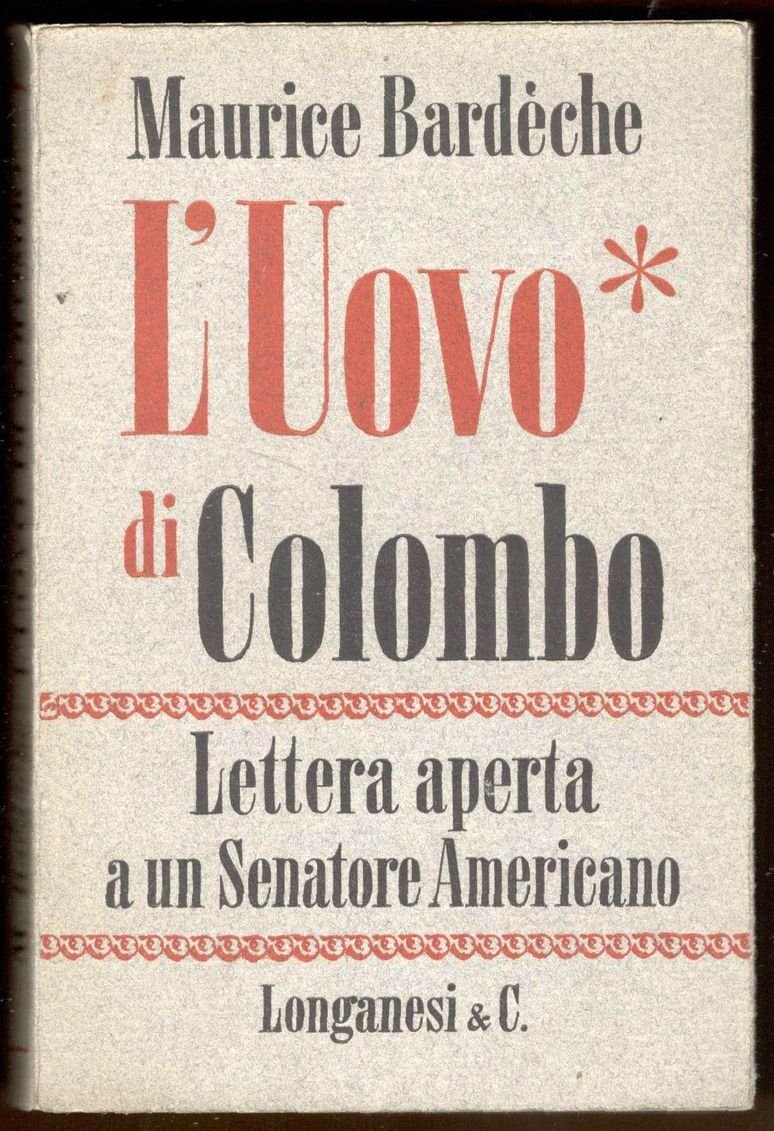 Maurice Bardèche
L'Uovo*
di Colombo
Lettera aperta
a un Senatore Americano
Longanesi & C.